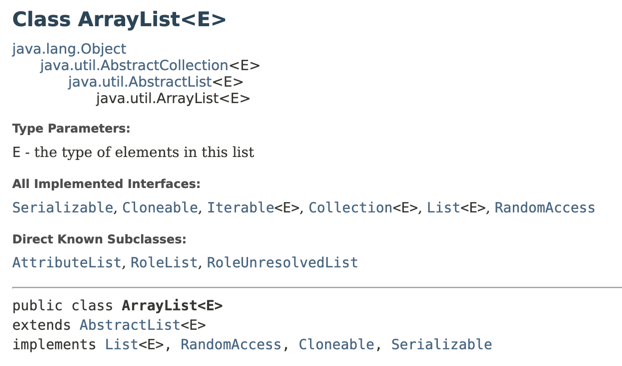 Class ArrayList<E>
java.lang.Object
java.util.AbstractCollection<E>
java.util.AbstractList<E>
java.util.ArrayList<E>
Type Parameters:
E - the type of elements in this list
All Implemented Interfaces:
Serializable, Cloneable, Iterable<E>, Collection<E>, List<E>, RandomAccess
Direct Known Subclasses:
AttributeList, RoleList, RoleUnresolvedList
public class ArrayList<E>
extends AbstractList<E>
implements List<E>, RandomAccess, Cloneable, Serializable